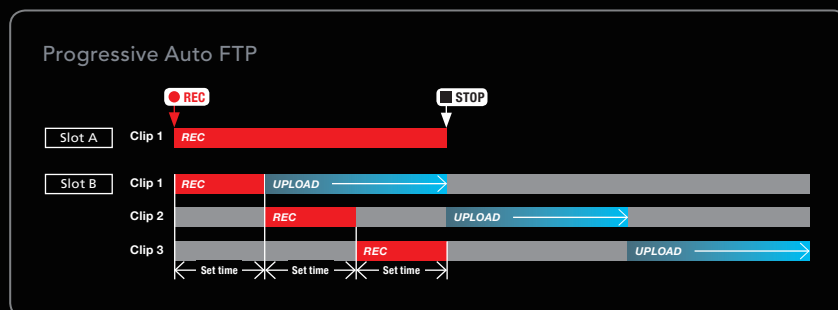 Progressive Auto FTP
REC
STOP
Slot A
Clip 1
REC
Slot B
Clip 1
REC
UPLOAD
Clip 2
REC
UPLOAD
Clip 3
REC
UPLOAD
Set time
Set time
Set time